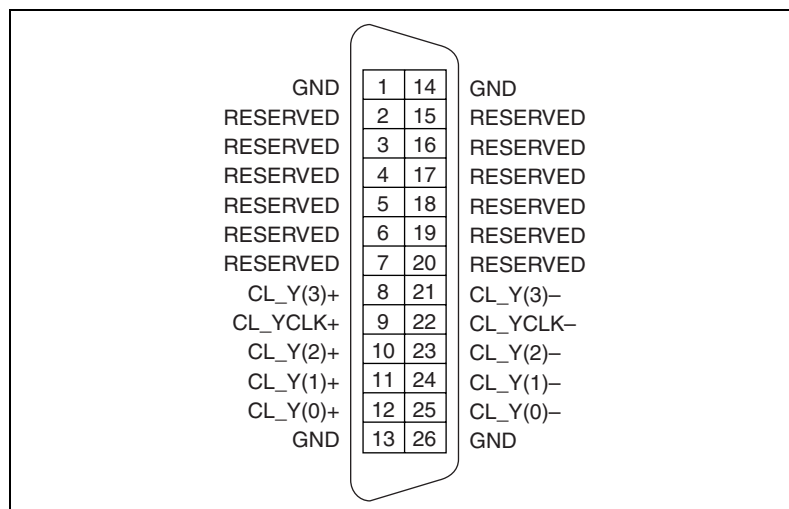 GND 1 14 GND
RESERVED 2 15 RESERVED
RESERVED 3 16 RESERVED
RESERVED 4 17 RESERVED
RESERVED 5 18 RESERVED
RESERVED 6 19 RESERVED
RESERVED 7 20 RESERVED
CL_Y(3)+ 8 21 CL_Y(3)–
CL_YCLK+ 9 22 CL_YCLK–
CL_Y(2)+ 10 23 CL_Y(2)–
CL_Y(1)+ 11 24 CL_Y(1)–
CL_Y(0)+ 12 25 CL_Y(0)–
GND 13 26 GND